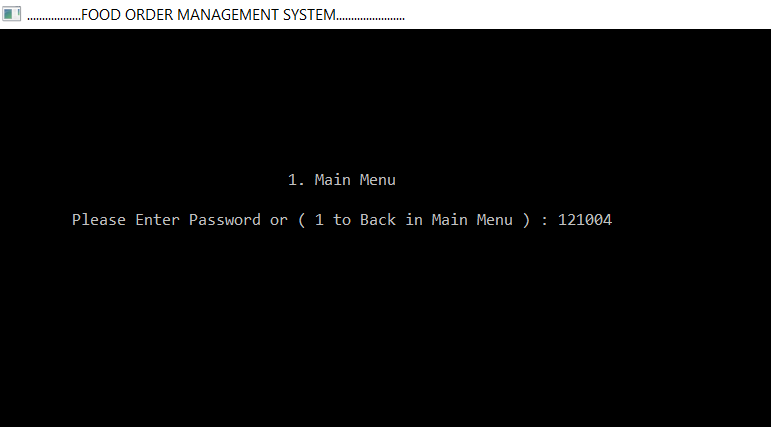 ..................FOOD ORDER MANAGEMENT SYSTEM.......................
1. Main Menu
Please Enter Password or ( 1 to Back in Main Menu ) : 121004